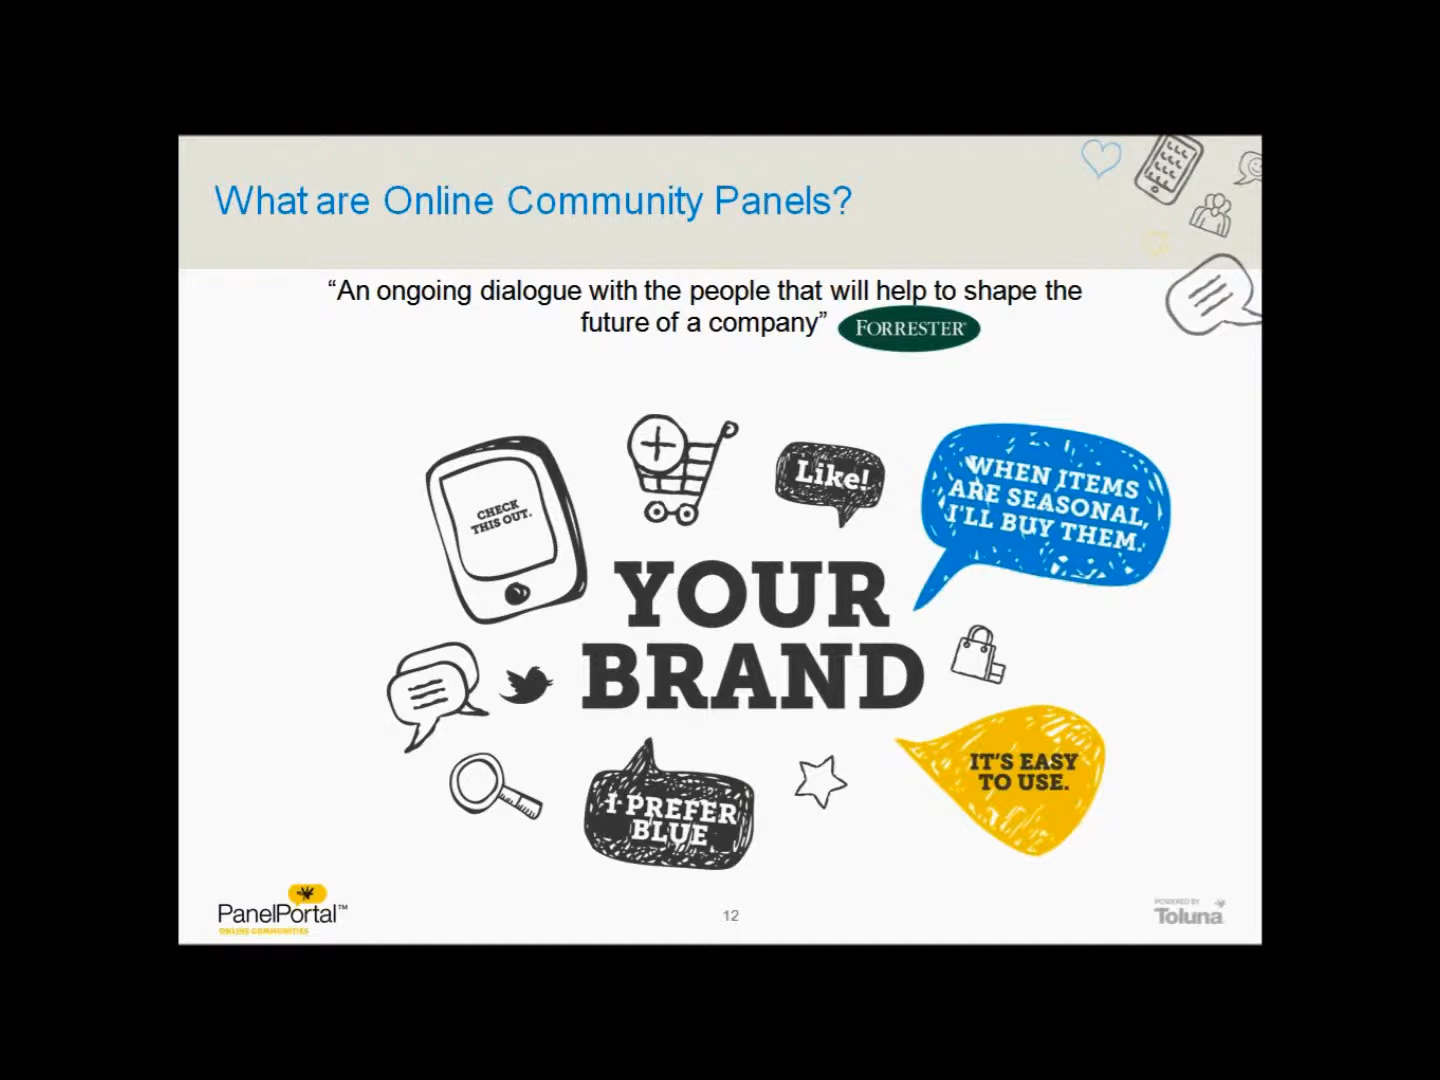 What are Online Community Panels?
“An ongoing dialogue with the people that will help to shape the
future of a company”
FORRESTER
CHECK
THIS OUT.
Like!
WHEN ITEMS
ARE SEASONAL,
I'LL BUY THEM.
YOUR
BRAND
I PREFER
BLUE
IT'S EASY
TO USE.
PanelPortal™
ONLINE COMMUNITIES
12
POWERED BY
Toluna